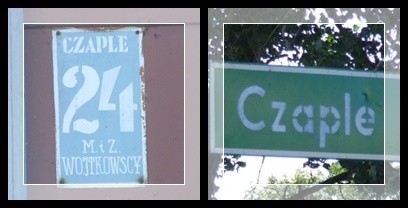 CZAPLE
24
M. i Z.
WOJTKOWSCY
Czaple